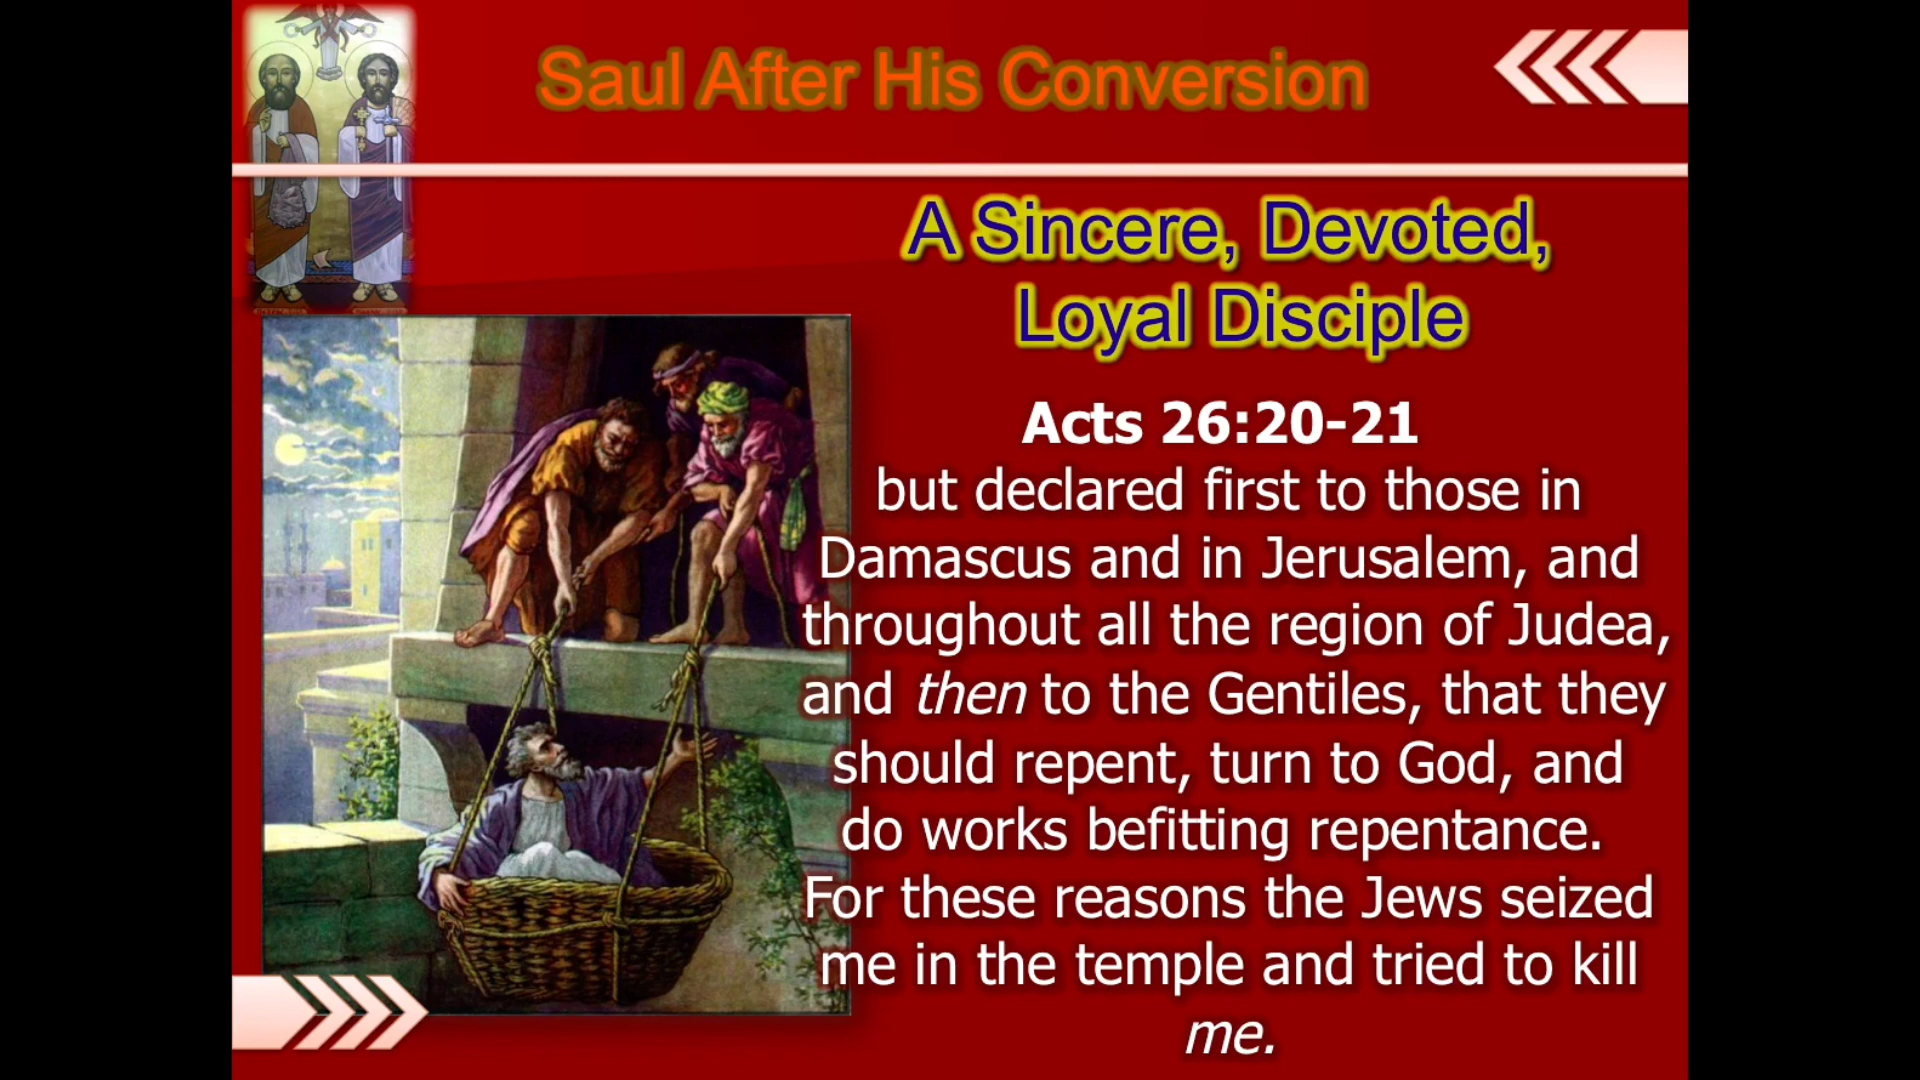 Saul After His Conversion
A Sincere, Devoted,
Loyal Disciple
Acts 26:20-21
but declared first to those in
Damascus and in Jerusalem, and
throughout all the region of Judea,
and then to the Gentiles, that they
should repent, turn to God, and
do works befitting repentance.
For these reasons the Jews seized
me in the temple and tried to kill
me.